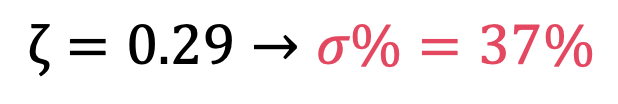 ζ = 0.29 → σ% = 37%